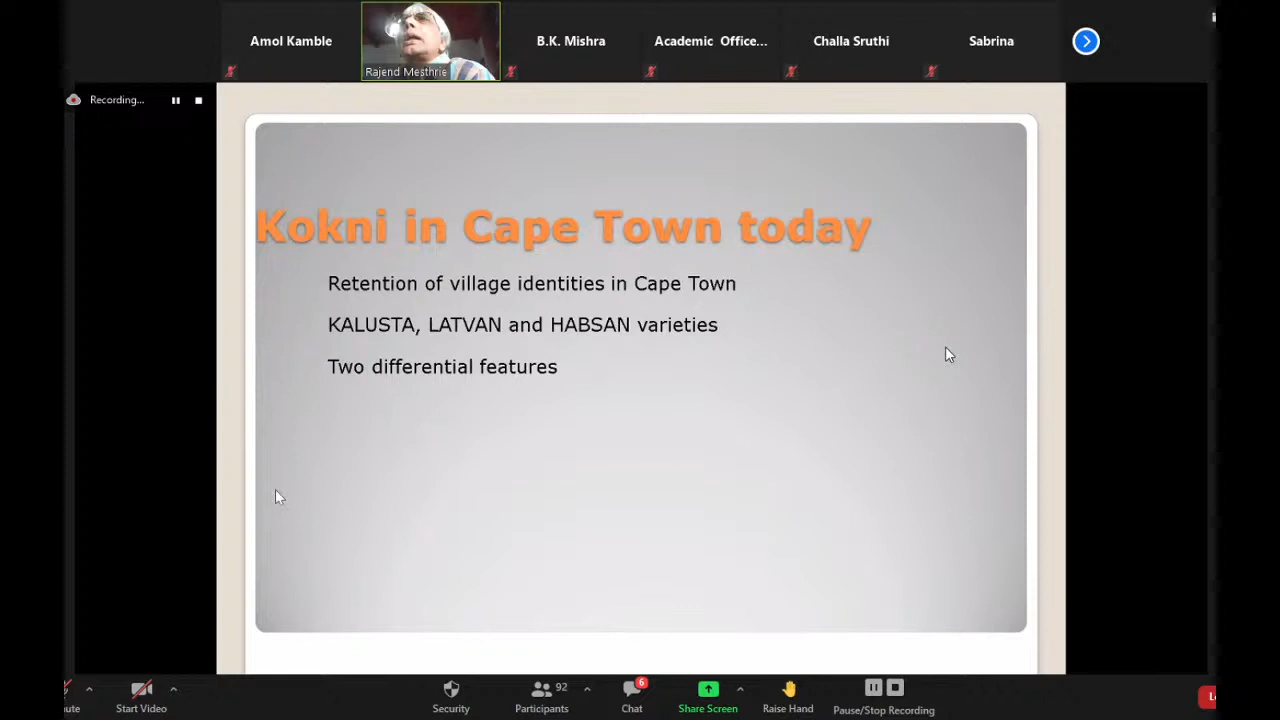 Amol Kamble
Rajend Mesthrie
B.K. Mishra
Academic Office...
Challa Sruthi
Sabrina
Recording...
Kokni in Cape Town today
Retention of village identities in Cape Town
KALUSTA, LATVAN and HABSAN varieties
Two differential features
ute
Start Video
Security
92
Participants
6
Chat
Share Screen
Raise Hand
Pause/Stop Recording